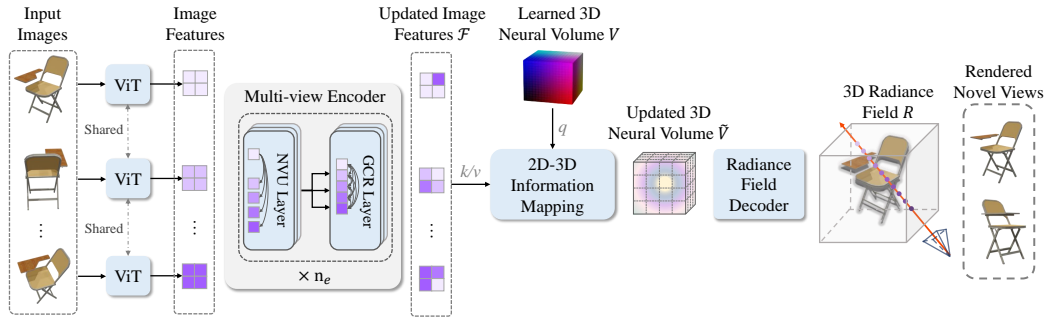 Input
Images
Image
Features
Updated Image
Features ℱ
Learned 3D
Neural Volume V
ViT
Shared
ViT
Shared
ViT
...
...
...
Multi-view Encoder
NVU Layer
GCR Layer
× nₑ
k/v
q
2D-3D
Information
Mapping
Updated 3D
Neural Volume Ṽ
Radiance
Field
Decoder
3D Radiance
Field R
Rendered
Novel Views